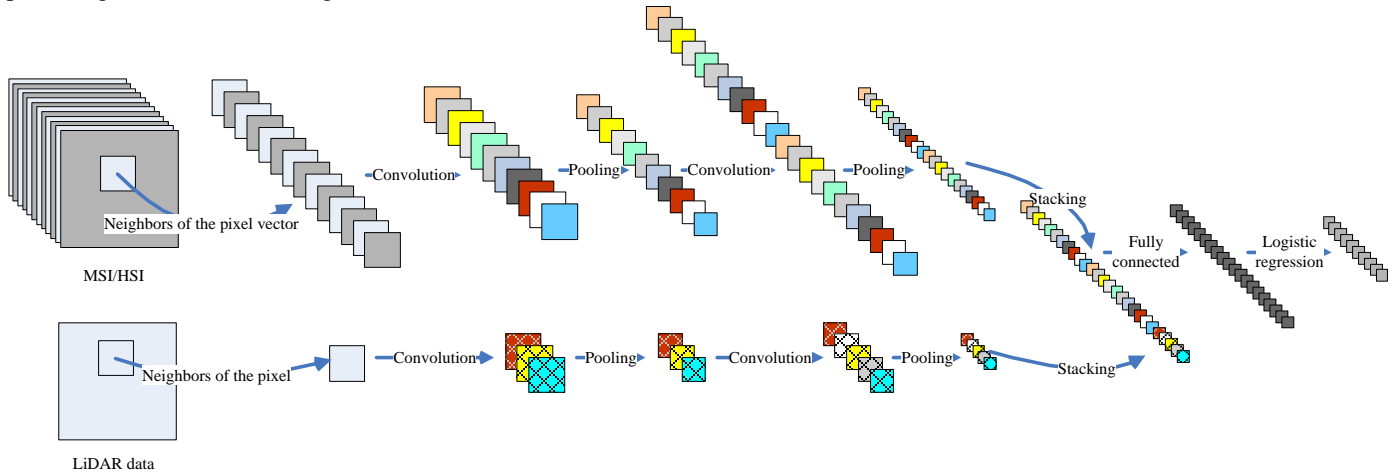 Neighbors of the pixel vector
MSI/HSI
Convolution
Pooling
Convolution
Pooling
Stacking
Fully
connected
Logistic
regression
Neighbors of the pixel
LiDAR data
Convolution
Pooling
Convolution
Pooling
Stacking